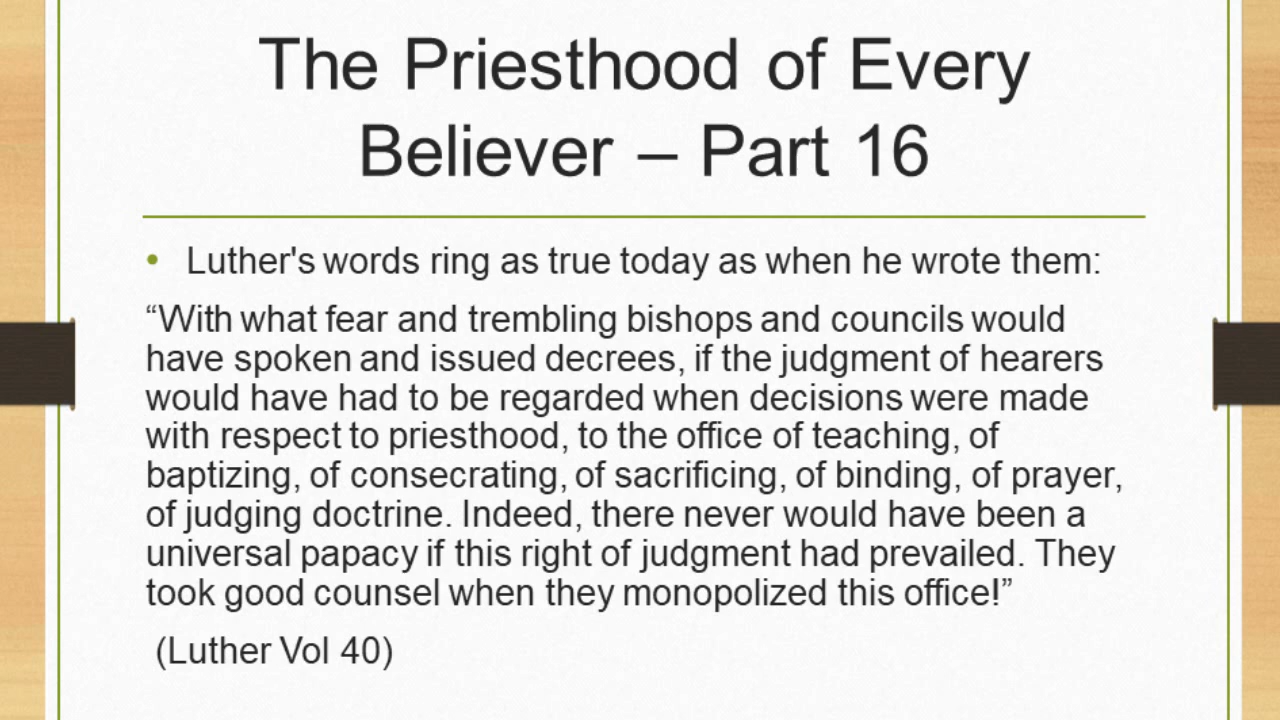 The Priesthood of Every
Believer – Part 16
• Luther's words ring as true today as when he wrote them:
“With what fear and trembling bishops and councils would
have spoken and issued decrees, if the judgment of hearers
would have had to be regarded when decisions were made
with respect to priesthood, to the office of teaching, of
baptizing, of consecrating, of sacrificing, of binding, of prayer,
of judging doctrine. Indeed, there never would have been a
universal papacy if this right of judgment had prevailed. They
took good counsel when they monopolized this office!”
(Luther Vol 40)